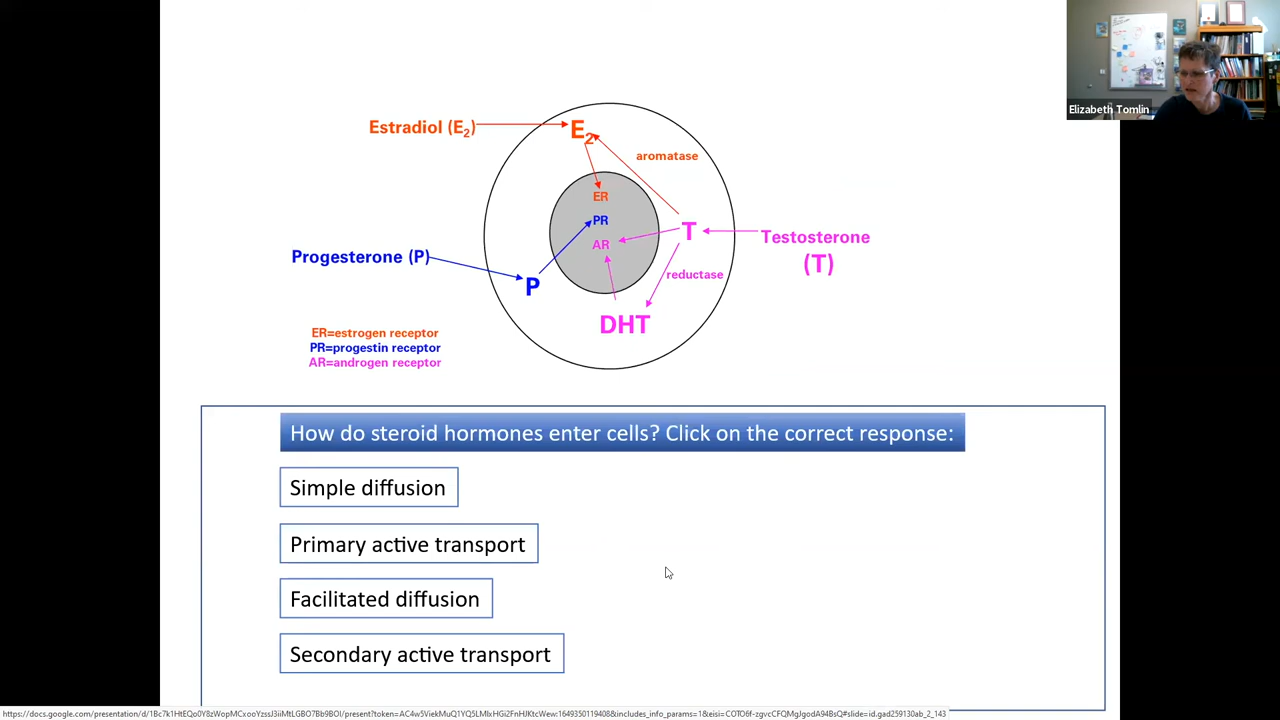 Elizabeth Tomlin
Estradiol (E2)
E2
aromatase
ER
PR
AR
T
Testosterone
(T)
Progesterone (P)
P
reductase
DHT
ER=estrogen receptor
PR=progestin receptor
AR=androgen receptor
How do steroid hormones enter cells? Click on the correct response:
Simple diffusion
Primary active transport
Facilitated diffusion
Secondary active transport